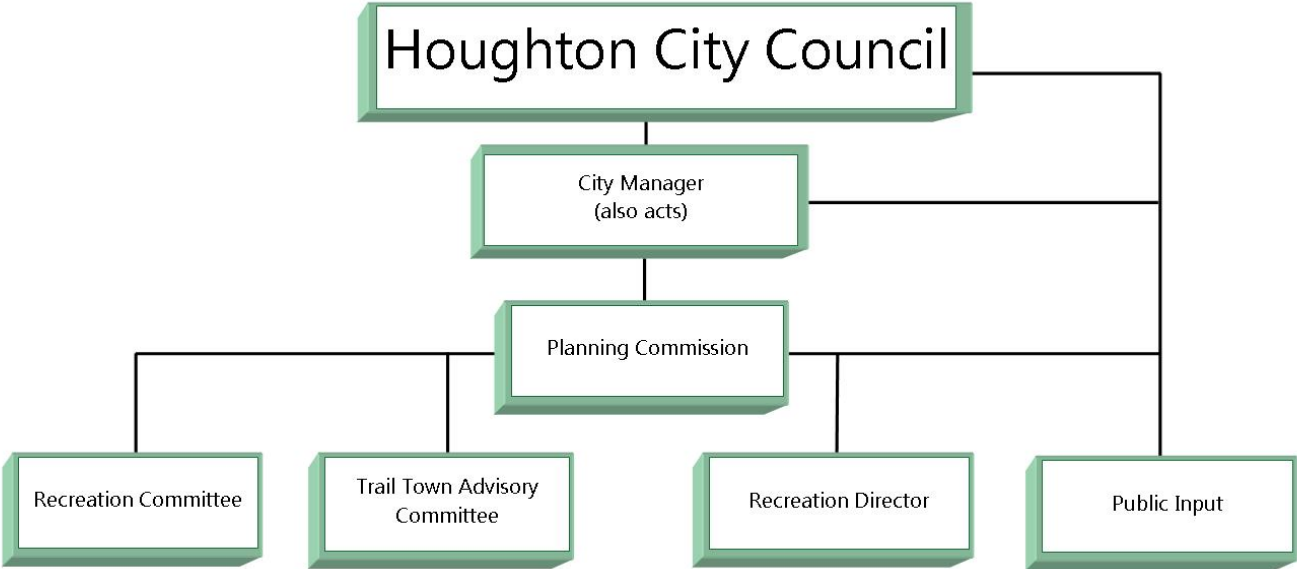 Houghton City Council
City Manager
(also acts)
Planning Commission
Recreation Committee
Trail Town Advisory
Committee
Recreation Director
Public Input